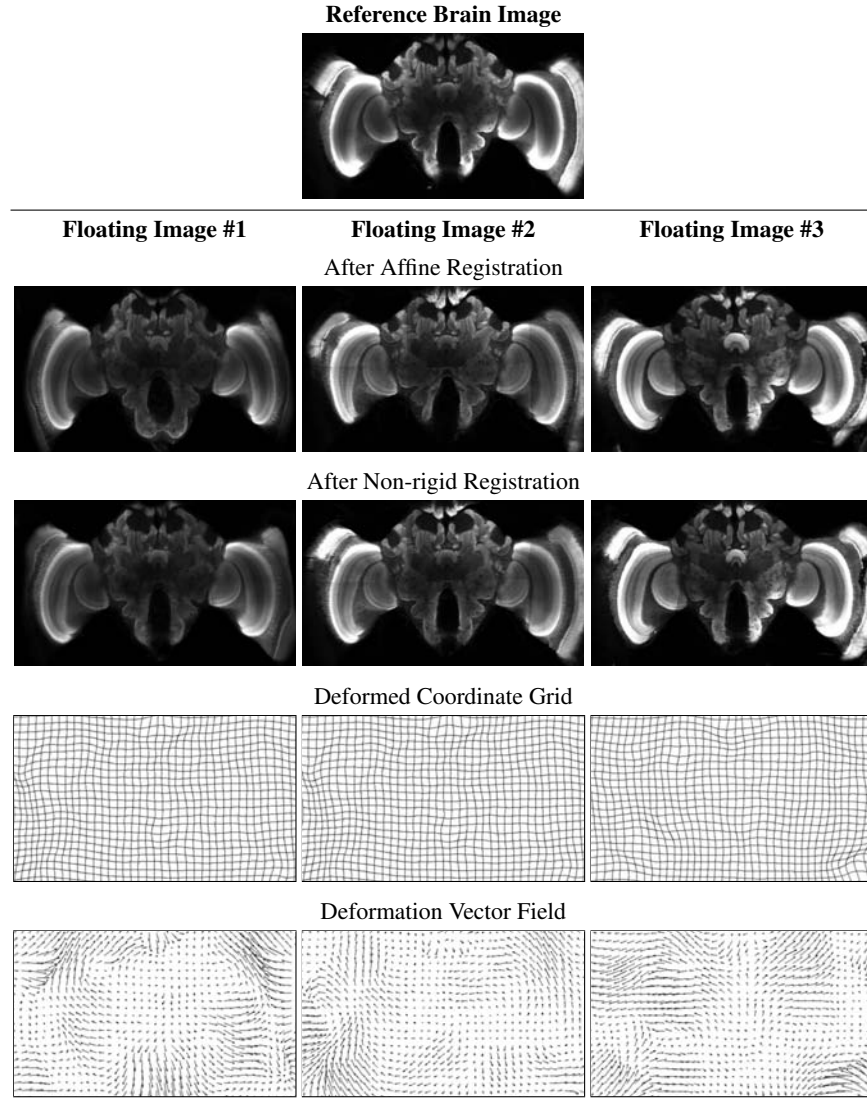 Reference Brain Image
Floating Image #1 Floating Image #2 Floating Image #3
After Affine Registration
After Non-rigid Registration
Deformed Coordinate Grid
Deformation Vector Field